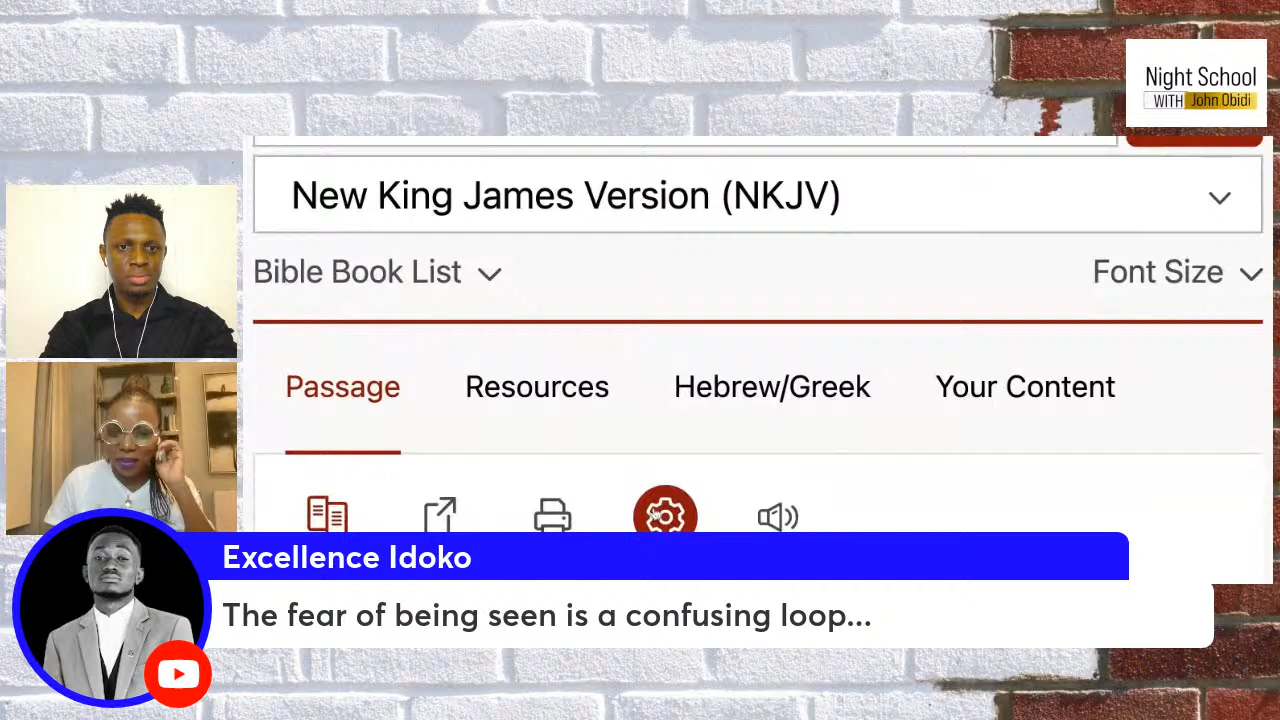 Night School
WITH John Obidi
New King James Version (NKJV)
Bible Book List
Font Size
Passage
Resources
Hebrew/Greek
Your Content
Excellence Idoko
The fear of being seen is a confusing loop...